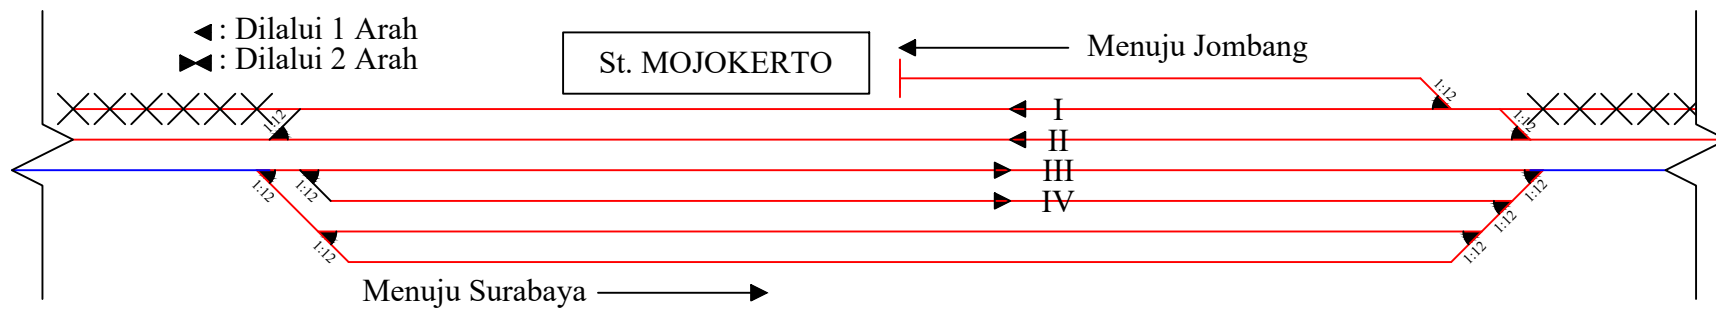 : Dilalui 1 Arah
: Dilalui 2 Arah
St. MOJOKERTO
Menuju Jombang
1:12
1:12
1:12
I
II
III
IV
1:12
1:12
1:12
1:12
1:12
1:12
1:12
Menuju Surabaya